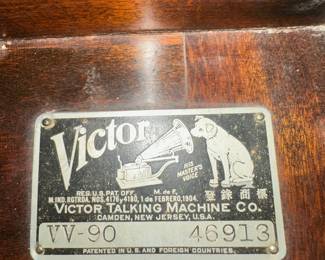 Victor
HIS
MASTER'S
VOICE
REG. U.S. PAT. OFF. M. de F.
M. IND. RGTRDA. NOS. 4176 y 4180, 1 de FEBRERO, 1904.
登錄商標
VICTOR TALKING MACHINE CO.
CAMDEN, NEW JERSEY, U.S.A.
VV-90 46913
PATENTED IN U.S. AND FOREIGN COUNTRIES.